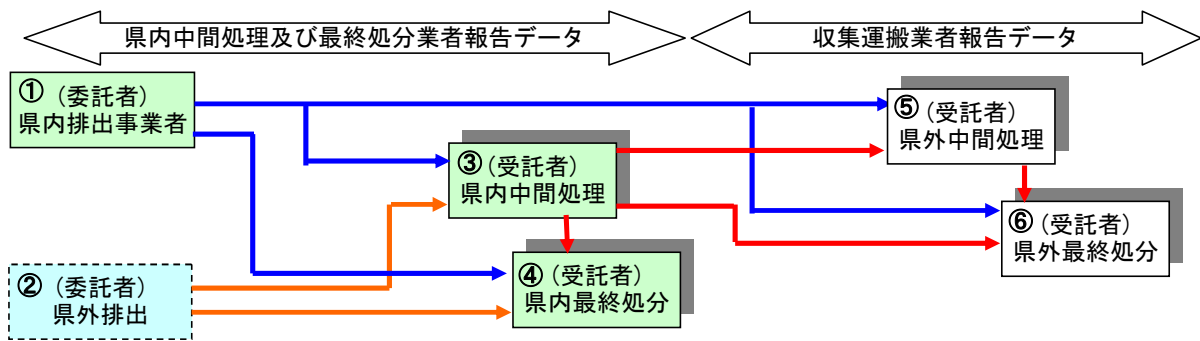 県内中間処理及び最終処分業者報告データ
収集運搬業者報告データ
① (委託者)
県内排出事業者
⑤ (受託者)
県外中間処理
③ (受託者)
県内中間処理
⑥ (受託者)
県外最終処分
② (委託者)
県外排出
④ (受託者)
県内最終処分